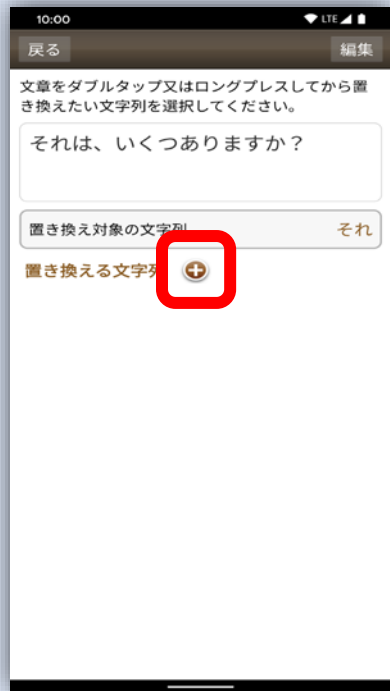 10:00 LTE
戻る 編集
文章をダブルタップ又はロングプレスしてから置
き換えたい文字列を選択してください。
それは、いくつありますか？
置き換え対象の文字列 それ
置き換える文字列